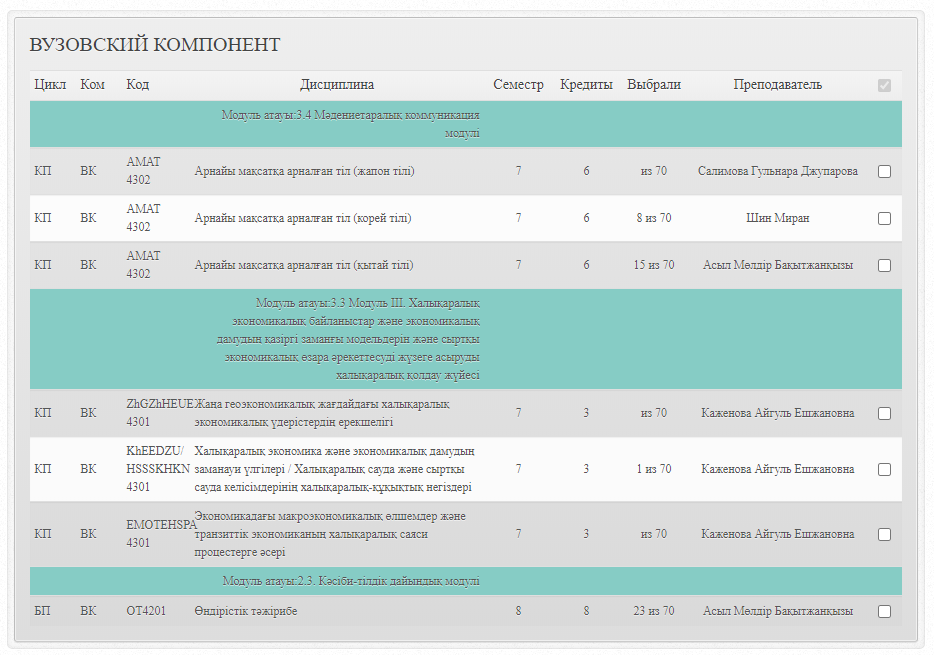 ВУЗОВСКИЙ КОМПОНЕНТ
Цикл Ком Код Дисциплина Семестр Кредиты Выбрали Преподаватель
Модуль атауы:3.4 Мәдениетаралық коммуникация
модулі
КП ВК AMAT 4302 Арнайы мақсатқа арналған тіл (жапон тілі) 7 6 из 70 Салимова Гульнара Джупарова
КП ВК AMAT 4302 Арнайы мақсатқа арналған тіл (корей тілі) 7 6 8 из 70 Шин Миран
КП ВК AMAT 4302 Арнайы мақсатқа арналған тіл (қытай тілі) 7 6 15 из 70 Асыл Мөлдір Бақытжанқызы
Модуль атауы:3.3 Модуль III. Халықаралық
экономикалық байланыстар және экономикалық
дамудың қазіргі заманғы модельдерін және сыртқы
экономикалық өзара әрекеттесуді жүзеге асыруды
халықаралық қолдау жүйесі
КП ВК ZhGZhHEUE 4301 Жаңа геоэкономикалық жағдайдағы халықаралық
экономикалық үдерістердің ерекшелігі 7 3 из 70 Каженова Айгуль Ешжановна
КП ВК KhEEDZU/ HSSSKHKN 4301 Халықаралық экономика және экономикалық дамудың
заманауи үлгілері / Халықаралық сауда және сыртқы
сауда келісімдерінің халықаралық-құқықтық негіздері 7 3 1 из 70 Каженова Айгуль Ешжановна
КП ВК EMOTEHSPA 4301 Экономикадағы макроэкономикалық өлшемдер және
транзиттік экономиканың халықаралық саяси
процестерге әсері 7 3 из 70 Каженова Айгуль Ешжановна
Модуль атауы:2.3. Кәсіби-тілдік дайындық модулі
БП ВК OT4201 Өндірістік тәжірибе 8 8 23 из 70 Асыл Мөлдір Бақытжанқызы